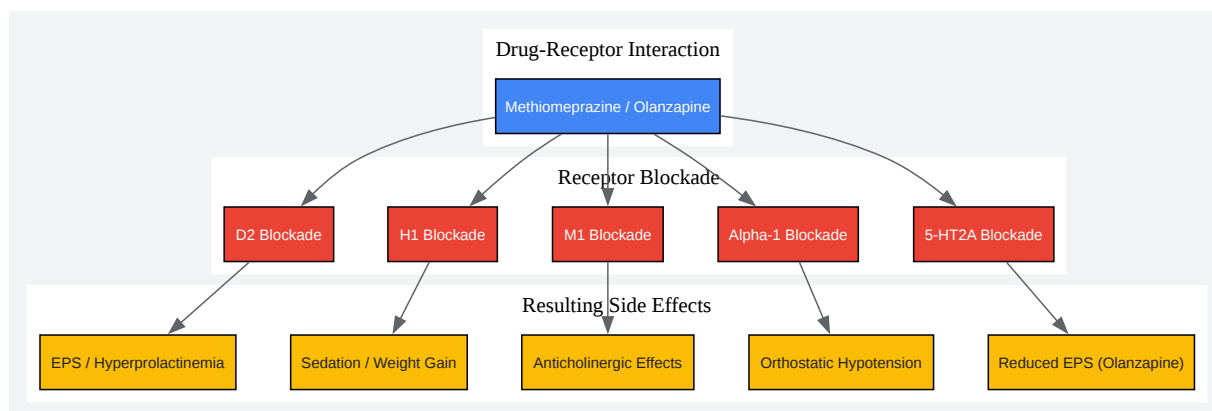 Drug-Receptor Interaction
Methiomeprazine / Olanzapine
Receptor Blockade
D2 Blockade
H1 Blockade
M1 Blockade
Alpha-1 Blockade
5-HT2A Blockade
Resulting Side Effects
EPS / Hyperprolactinemia
Sedation / Weight Gain
Anticholinergic Effects
Orthostatic Hypotension
Reduced EPS (Olanzapine)